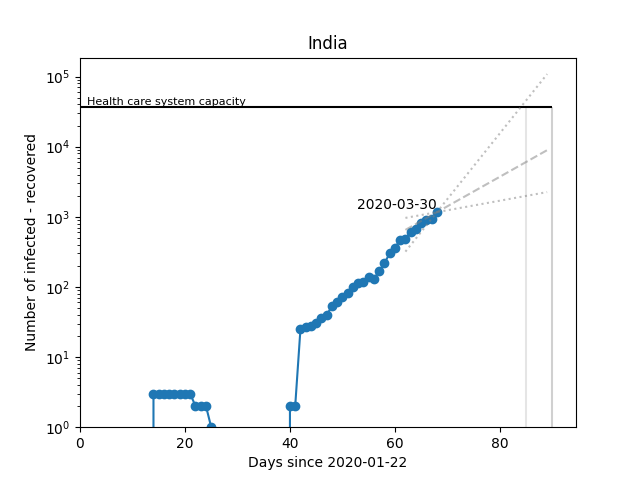 India
10^5
Health care system capacity
10^4
2020-03-30
10^3
10^2
10^1
10^0
Number of infected - recovered
0 20 40 60 80
Days since 2020-01-22